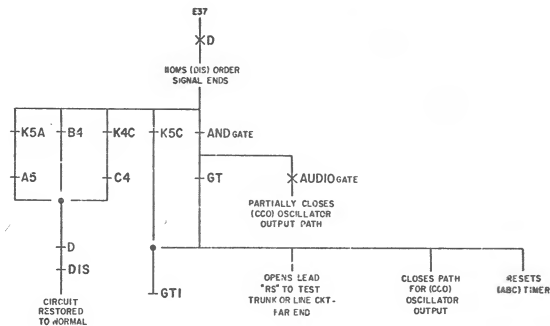 E37
D
IIOMS (DIS) ORDER
SIGNAL ENDS
K5A
B4
K4C
K5C
AND GATE
A5
C4
GT
AUDIO GATE
PARTIALLY CLOSES
(CCO) OSCILLATOR
OUTPUT PATH
D
DIS
GT1
CIRCUIT
RESTORED
TO NORMAL
OPENS LEAD
"RS" TO TEST
TRUNK OR LINE CKT-
FAR END
CLOSES PATH
FOR (CCO)
OSCILLATOR
OUTPUT
RESETS
(ABC) TIMER